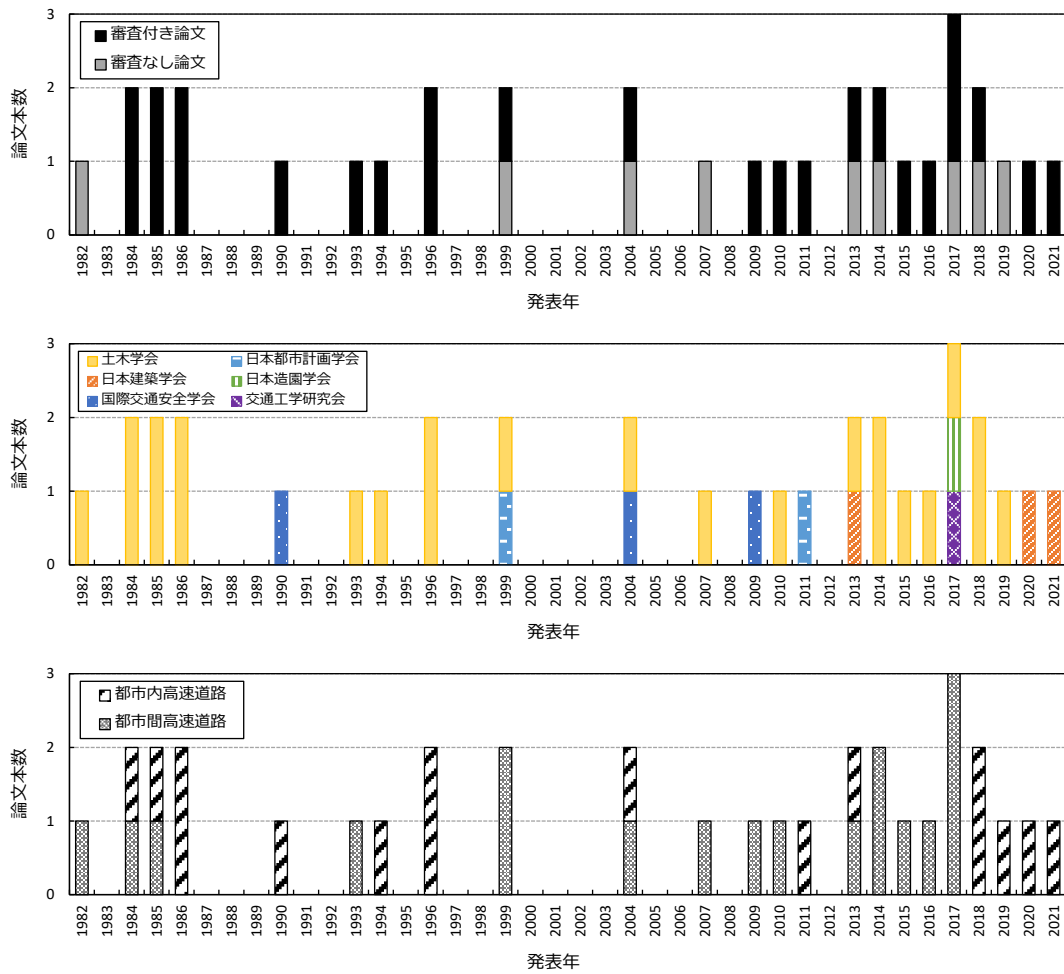 3
2
1
0
論文本数
審査付き論文
審査なし論文
1982 1983 1984 1985 1986 1987 1988 1989 1990 1991 1992 1993 1994 1995 1996 1997 1998 1999 2000 2001 2002 2003 2004 2005 2006 2007 2008 2009 2010 2011 2012 2013 2014 2015 2016 2017 2018 2019 2020 2021
発表年
3
2
1
0
論文本数
土木学会 日本都市計画学会
日本建築学会 日本造園学会
国際交通安全学会 交通工学研究会
1982 1983 1984 1985 1986 1987 1988 1989 1990 1991 1992 1993 1994 1995 1996 1997 1998 1999 2000 2001 2002 2003 2004 2005 2006 2007 2008 2009 2010 2011 2012 2013 2014 2015 2016 2017 2018 2019 2020 2021
発表年
3
2
1
0
論文本数
都市内高速道路
都市間高速道路
1982 1983 1984 1985 1986 1987 1988 1989 1990 1991 1992 1993 1994 1995 1996 1997 1998 1999 2000 2001 2002 2003 2004 2005 2006 2007 2008 2009 2010 2011 2012 2013 2014 2015 2016 2017 2018 2019 2020 2021
発表年